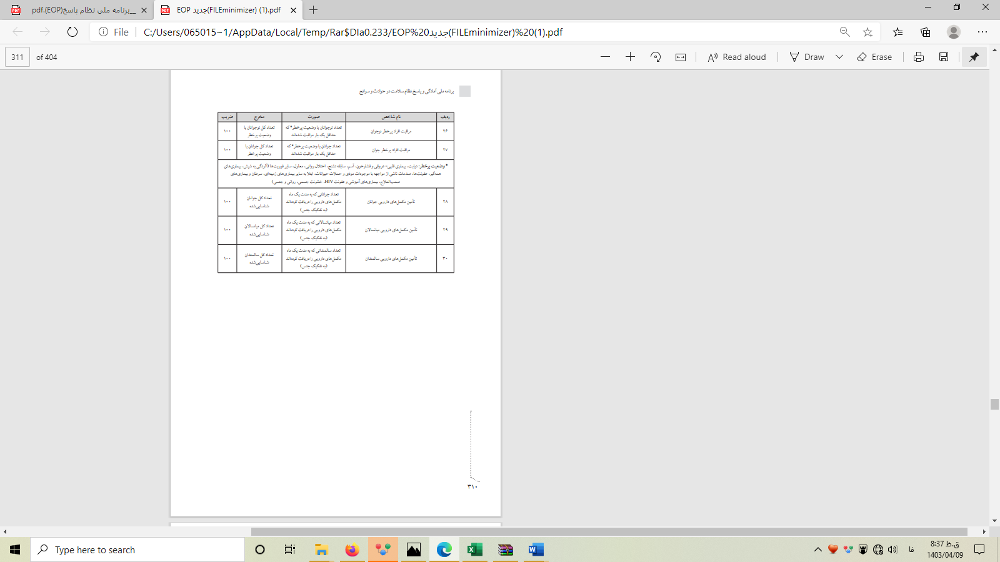 برنامه ملی نظام پاسخ(EOP).pdf
EOP جدید(FILEminimizer) (1).pdf
File
C:/Users/065015~1/AppData/Local/Temp/Rar$DIa0.233/EOP%20جدید(FILEminimizer)%20(1).pdf
311 of 404
Read aloud
Draw
Erase
برنامه ملی آمادگی و پاسخ نظام سلامت در حوادث و سوانح
ردیف نام شاخص صورت مخرج ضریب
۲۶ مراقبت افراد پرخطر نوجوان تعداد نوجوانان با وضعیت پرخطر* که حداقل یک بار مراقبت شده‌اند تعداد کل نوجوانان با وضعیت پرخطر ۱۰۰
۲۷ مراقبت افراد پرخطر جوان تعداد جوانان با وضعیت پرخطر* که حداقل یک بار مراقبت شده‌اند تعداد کل جوانان با وضعیت پرخطر ۱۰۰
* وضعیت پرخطر: دیابت، بیماری قلبی- عروقی و فشارخون، آسم، سابقه تشنج، اختلال روانی، معلول، سایر فوریت‌ها (آلودگی به شپش، بیماری‌های
همه‌گیر، عفونت‌ها، صدمات ناشی از مواجهه با موجودات موذی و حملات حیوانات، ابتلا به سایر بیماری‌های زمینه‌ای، سرطان و بیماری‌های
صعب‌العلاج، بیماری‌های آمیزشی و عفونت HIV، خشونت جسمی، روانی و جنسی)
۲۸ تأمین مکمل‌های دارویی جوانان تعداد جوانانی که به مدت یک ماه مکمل‌های دارویی را دریافت کرده‌اند (به تفکیک جنس) تعداد کل جوانان شناسایی‌شده ۱۰۰
۲۹ تأمین مکمل‌های دارویی میانسالان تعداد میانسالانی که به مدت یک ماه مکمل‌های دارویی را دریافت کرده‌اند (به تفکیک جنس) تعداد کل میانسالان شناسایی‌شده ۱۰۰
۳۰ تأمین مکمل‌های دارویی سالمندان تعداد سالمندانی که به مدت یک ماه مکمل‌های دارویی را دریافت کرده‌اند (به تفکیک جنس) تعداد کل سالمندان شناسایی‌شده ۱۰۰
۳۱۰
Type here to search
فا
8:37 ق.ظ
1403/04/09